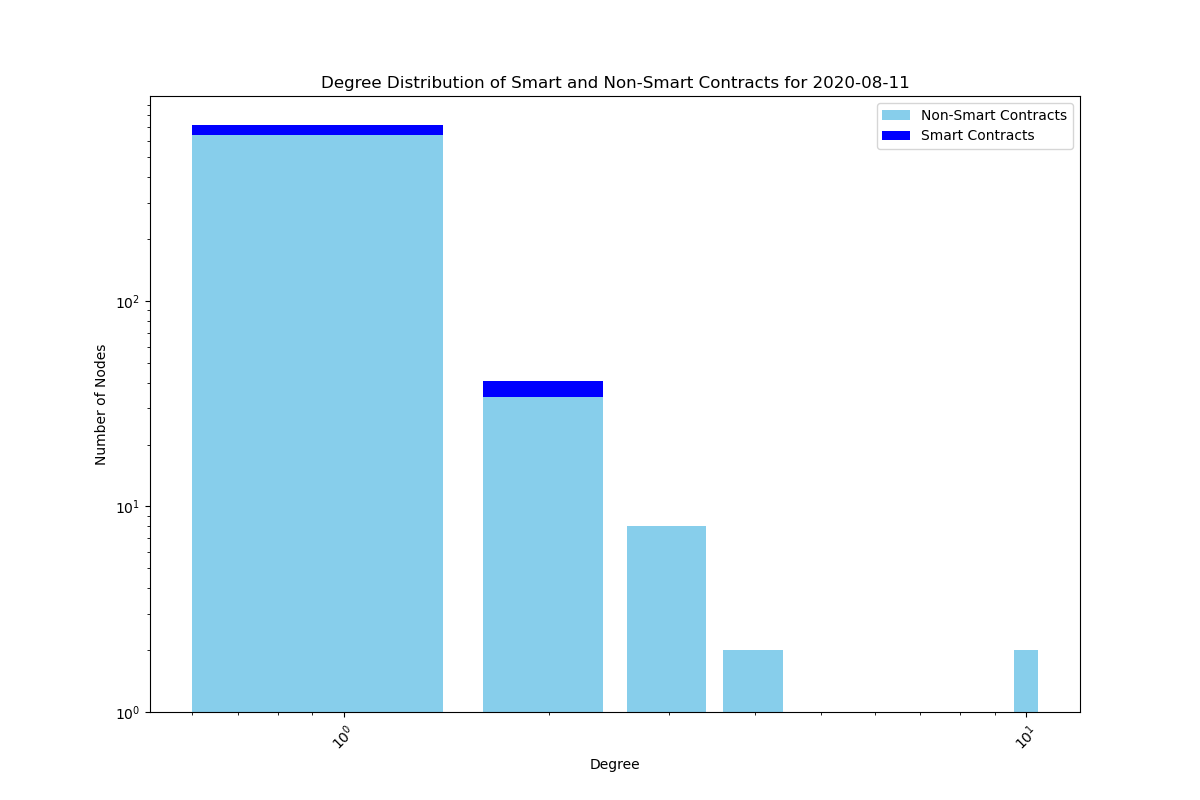 Degree Distribution of Smart and Non-Smart Contracts for 2020-08-11
Non-Smart Contracts
Smart Contracts
Number of Nodes
10²
10¹
10⁰
10⁰
10¹
Degree